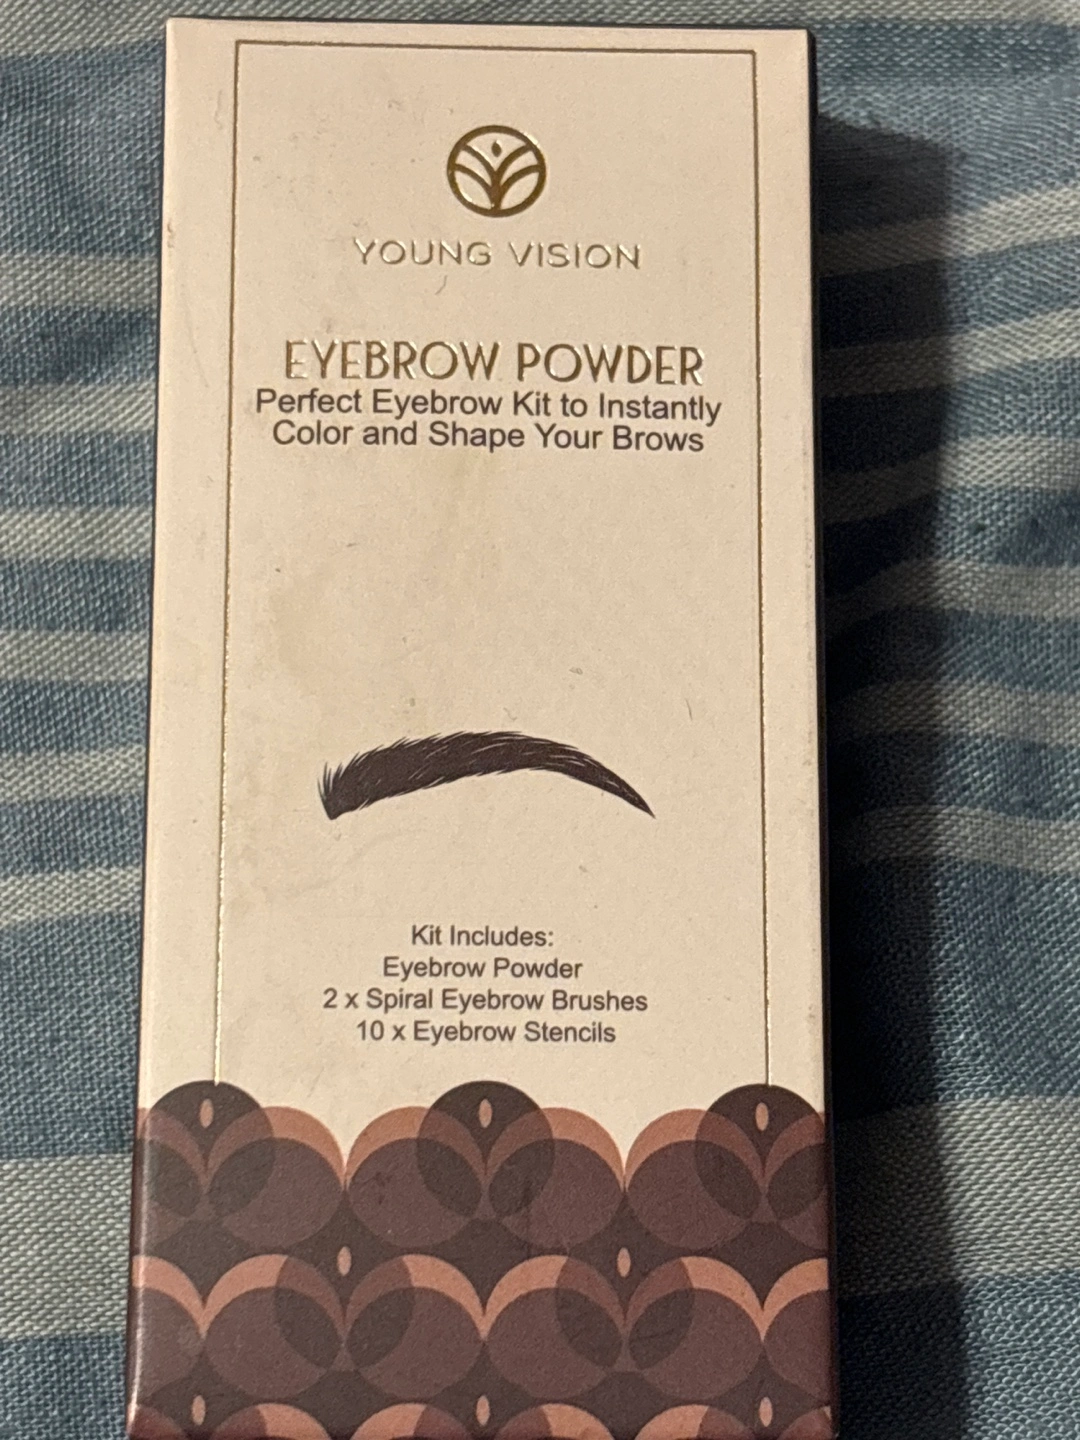 YOUNG VISION
EYEBROW POWDER
Perfect Eyebrow Kit to Instantly
Color and Shape Your Brows
Kit Includes:
Eyebrow Powder
2 x Spiral Eyebrow Brushes
10 x Eyebrow Stencils